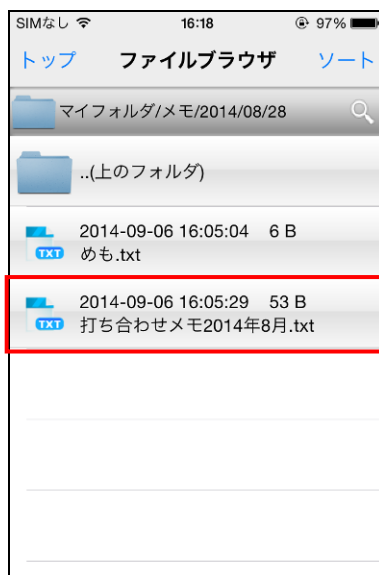 SIMなし 16:18 97%
トップ ファイルブラウザ ソート
マイフォルダ/メモ/2014/08/28
..(上のフォルダ)
2014-09-06 16:05:04 6 B
TXT めも.txt
2014-09-06 16:05:29 53 B
TXT 打ち合わせメモ2014年8月.txt